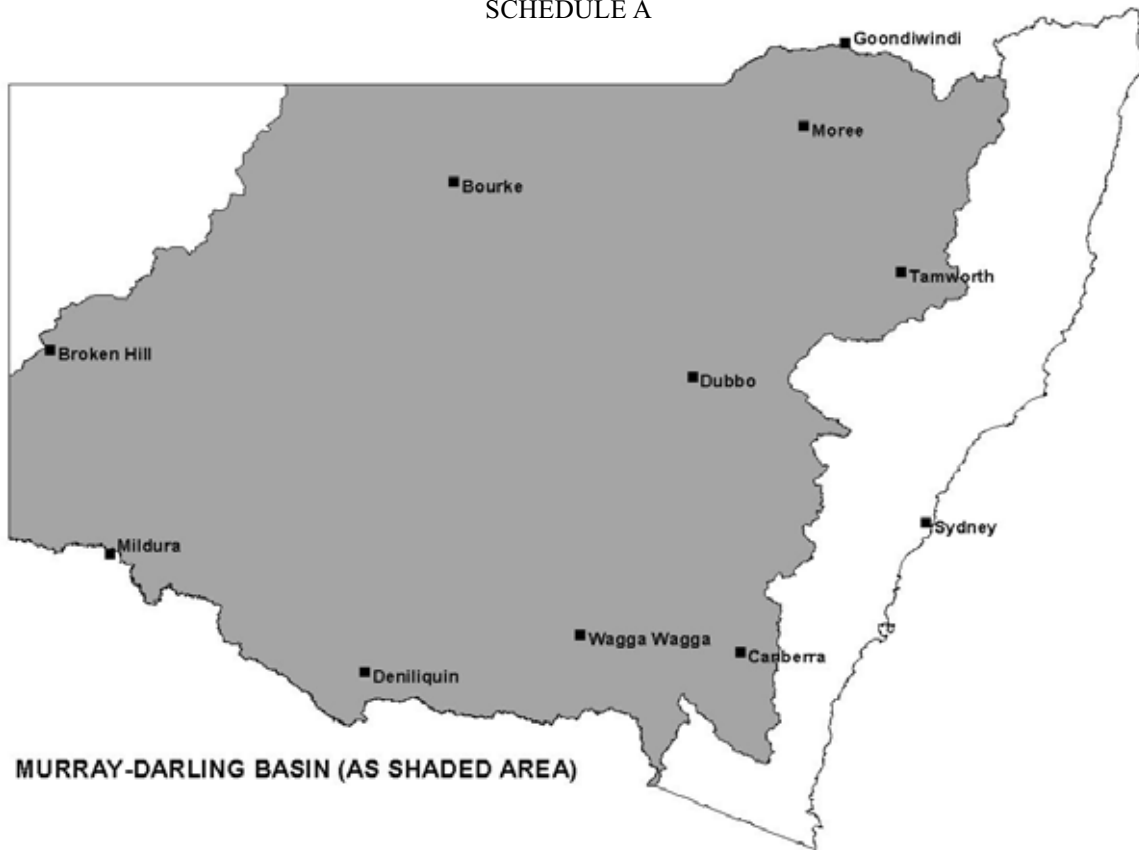 SCHEDULE A
Goondiwindi
Moree
Bourke
Tamworth
Broken Hill
Dubbo
Sydney
Mildura
Wagga Wagga
Canberra
Deniliquin
MURRAY-DARLING BASIN (AS SHADED AREA)